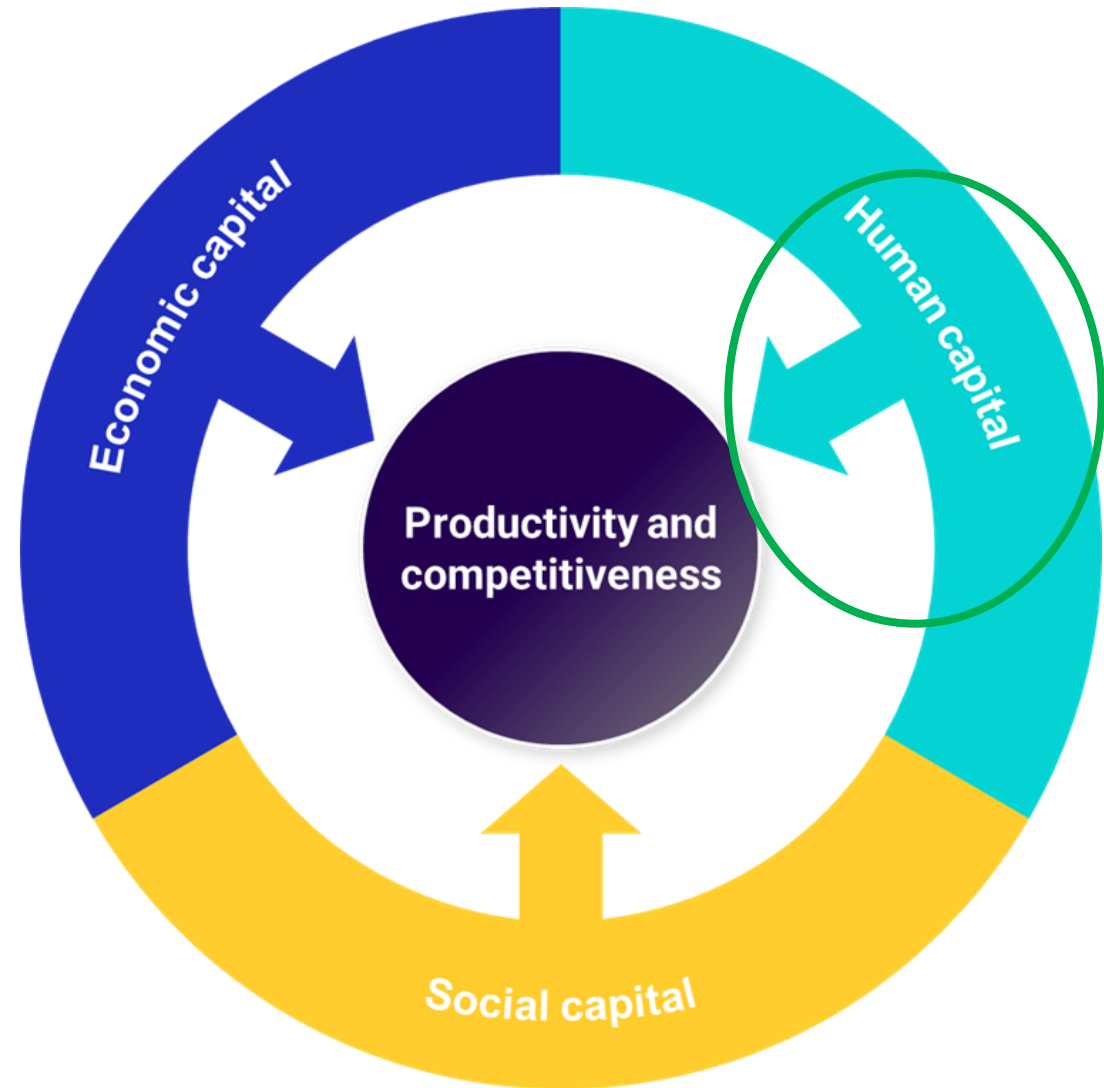 Economic capital
Human capital
Productivity and
competitiveness
Social capital